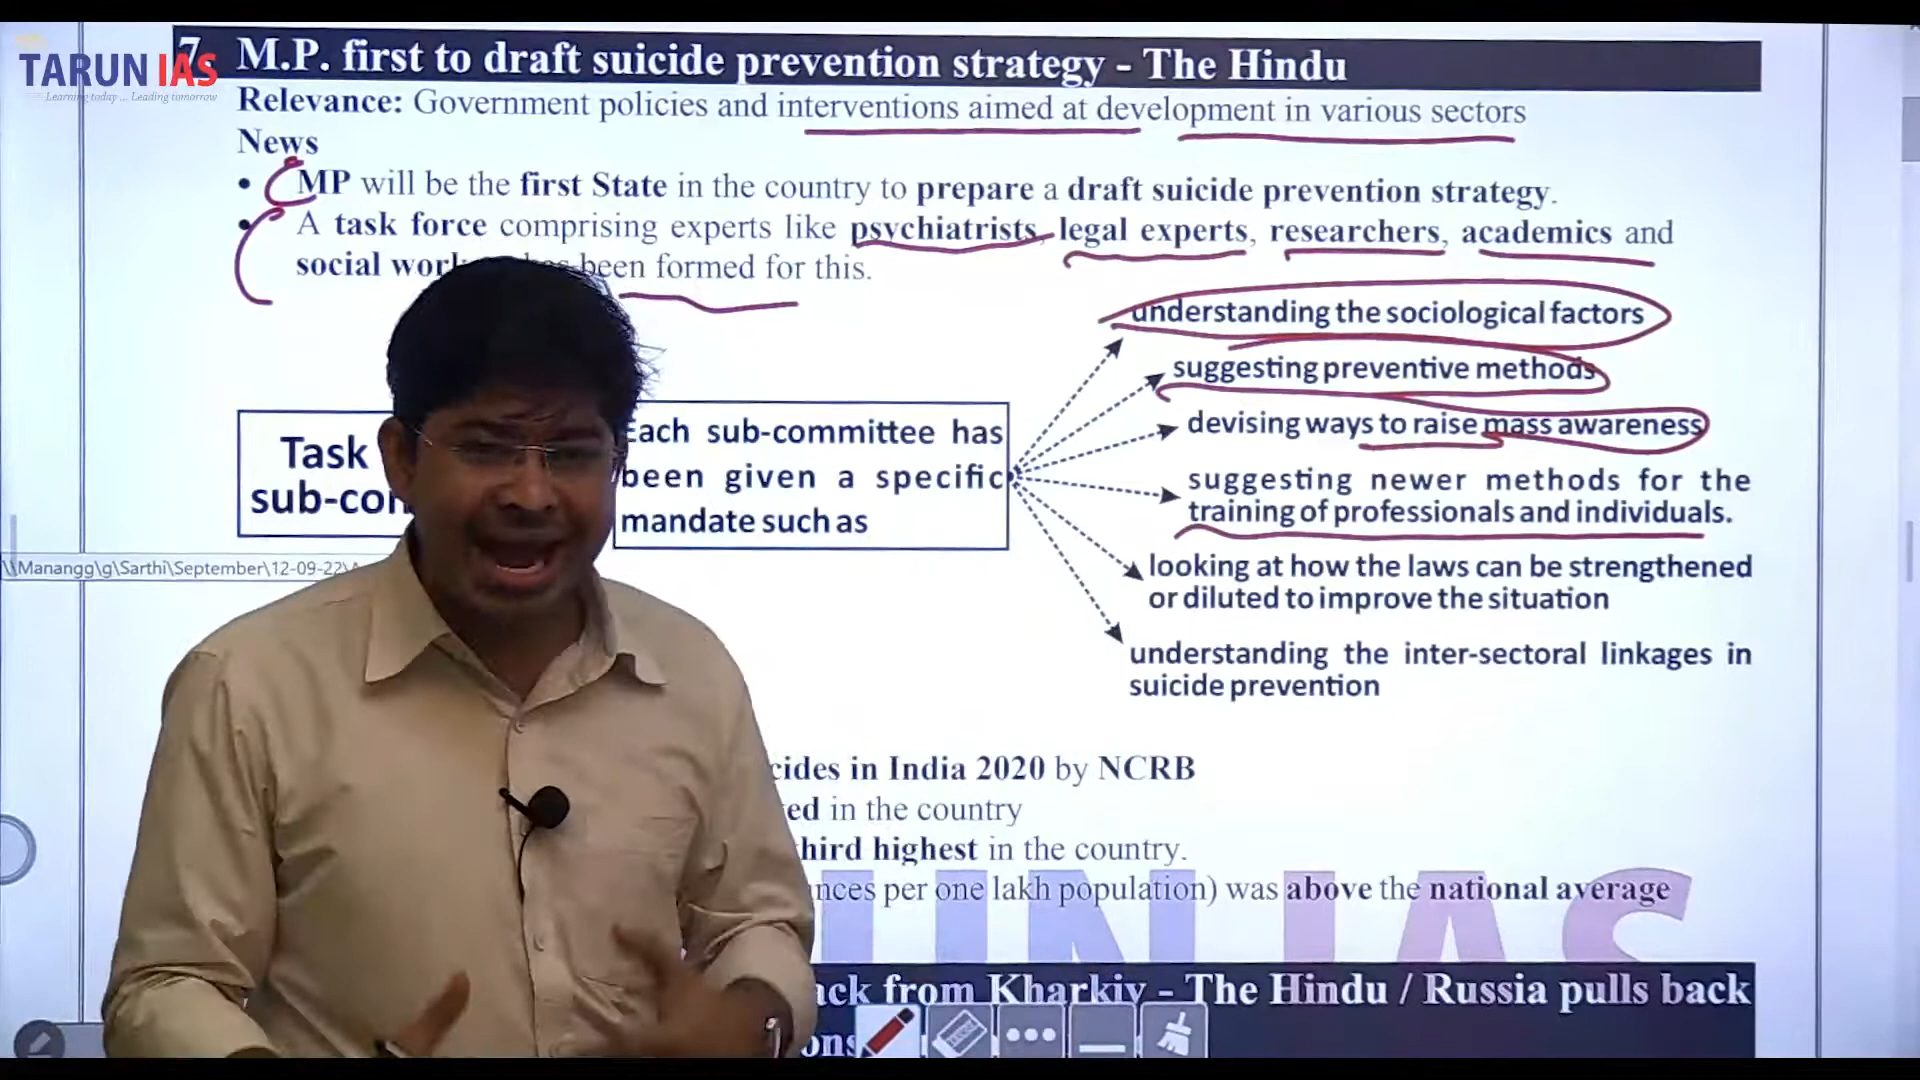 TARUN IAS
Learning today ... Leading tomorrow
7. M.P. first to draft suicide prevention strategy - The Hindu
Relevance: Government policies and interventions aimed at development in various sectors
News
• MP will be the first State in the country to prepare a draft suicide prevention strategy.
• A task force comprising experts like psychiatrists, legal experts, researchers, academics and
social been formed for this.
understanding the sociological factors
suggesting preventive methods
devising ways to raise mass awareness
suggesting newer methods for the
training of professionals and individuals.
looking at how the laws can be strengthened
or diluted to improve the situation
understanding the inter-sectoral linkages in
suicide prevention
Task
sub-con
Each sub-committee has
been given a specific
mandate such as
\\Manangg\g\Sarthi\September\12-09-22\
cides in India 2020 by NCRB
ed in the country
hird highest in the country.
nces per one lakh population) was above the national average
UN IAS
ack from Kharkiv - The Hindu / Russia pulls back
ons